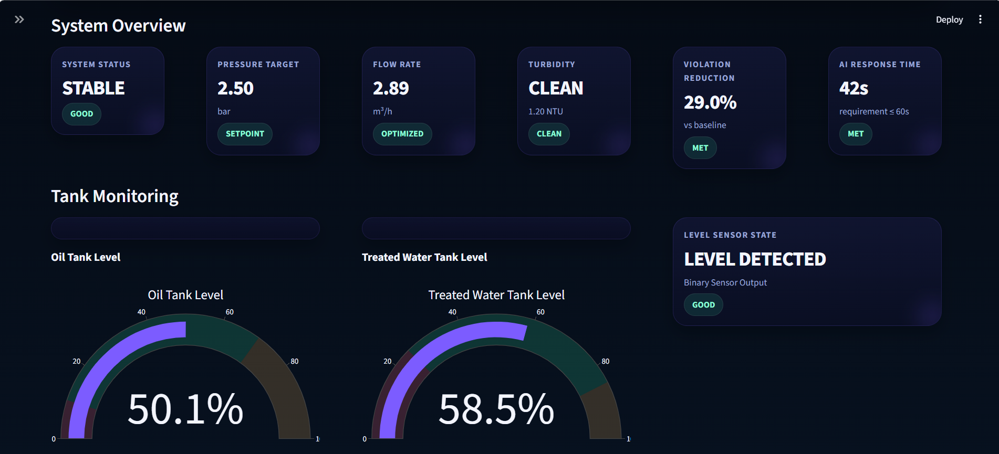 System Overview
Deploy
SYSTEM STATUS
STABLE
GOOD
PRESSURE TARGET
2.50
bar
SETPOINT
FLOW RATE
2.89
m³/h
OPTIMIZED
TURBIDITY
CLEAN
1.20 NTU
CLEAN
VIOLATION
REDUCTION
29.0%
vs baseline
MET
AI RESPONSE TIME
42s
requirement ≤ 60s
MET
Tank Monitoring
Oil Tank Level
Oil Tank Level
0
20
40
60
80
50.1%
Treated Water Tank Level
Treated Water Tank Level
0
20
40
60
80
58.5%
LEVEL SENSOR STATE
LEVEL DETECTED
Binary Sensor Output
GOOD